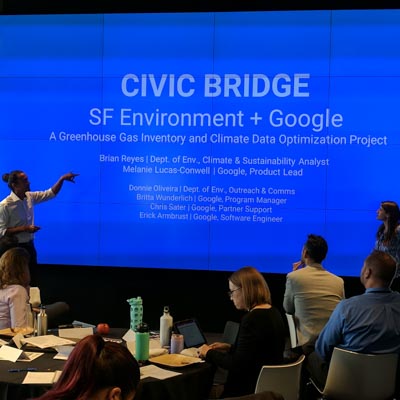 CIVIC BRIDGE
SF Environment + Google
A Greenhouse Gas Inventory and Climate Data Optimization Project
Brian Reyes | Dept. of Env., Climate & Sustainability Analyst
Melanie Lucas-Conwell | Google, Product Lead
Donnie Oliveira | Dept. of Env., Outreach & Comms
Britta Wunderlich | Google, Program Manager
Chris Sater | Google, Partner Support
Erick Armbrust | Google, Software Engineer